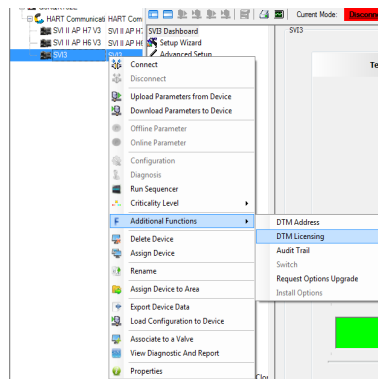 HART Communicati HART Com
Current Mode: Disconne
SVI II AP H7 V3 SVI II AP H7
SVI3 Dashboard
SVI3
SVI II AP H6 V3 SVI II AP H6
Setup Wizard
SVI3 SVI3
Advanced Setup
Te
Connect
Disconnect
Upload Parameters from Device
Download Parameters to Device
Offline Parameter
Online Parameter
Configuration
Diagnosis
Run Sequencer
Criticality Level
Additional Functions
DTM Address
Delete Device
DTM Licensing
Assign Device
Audit Trail
Rename
Switch
Assign Device to Area
Request Options Upgrade
Install Options
Export Device Data
Load Configuration to Device
Associate to a Valve
View Diagnostic And Report
Properties
Clos